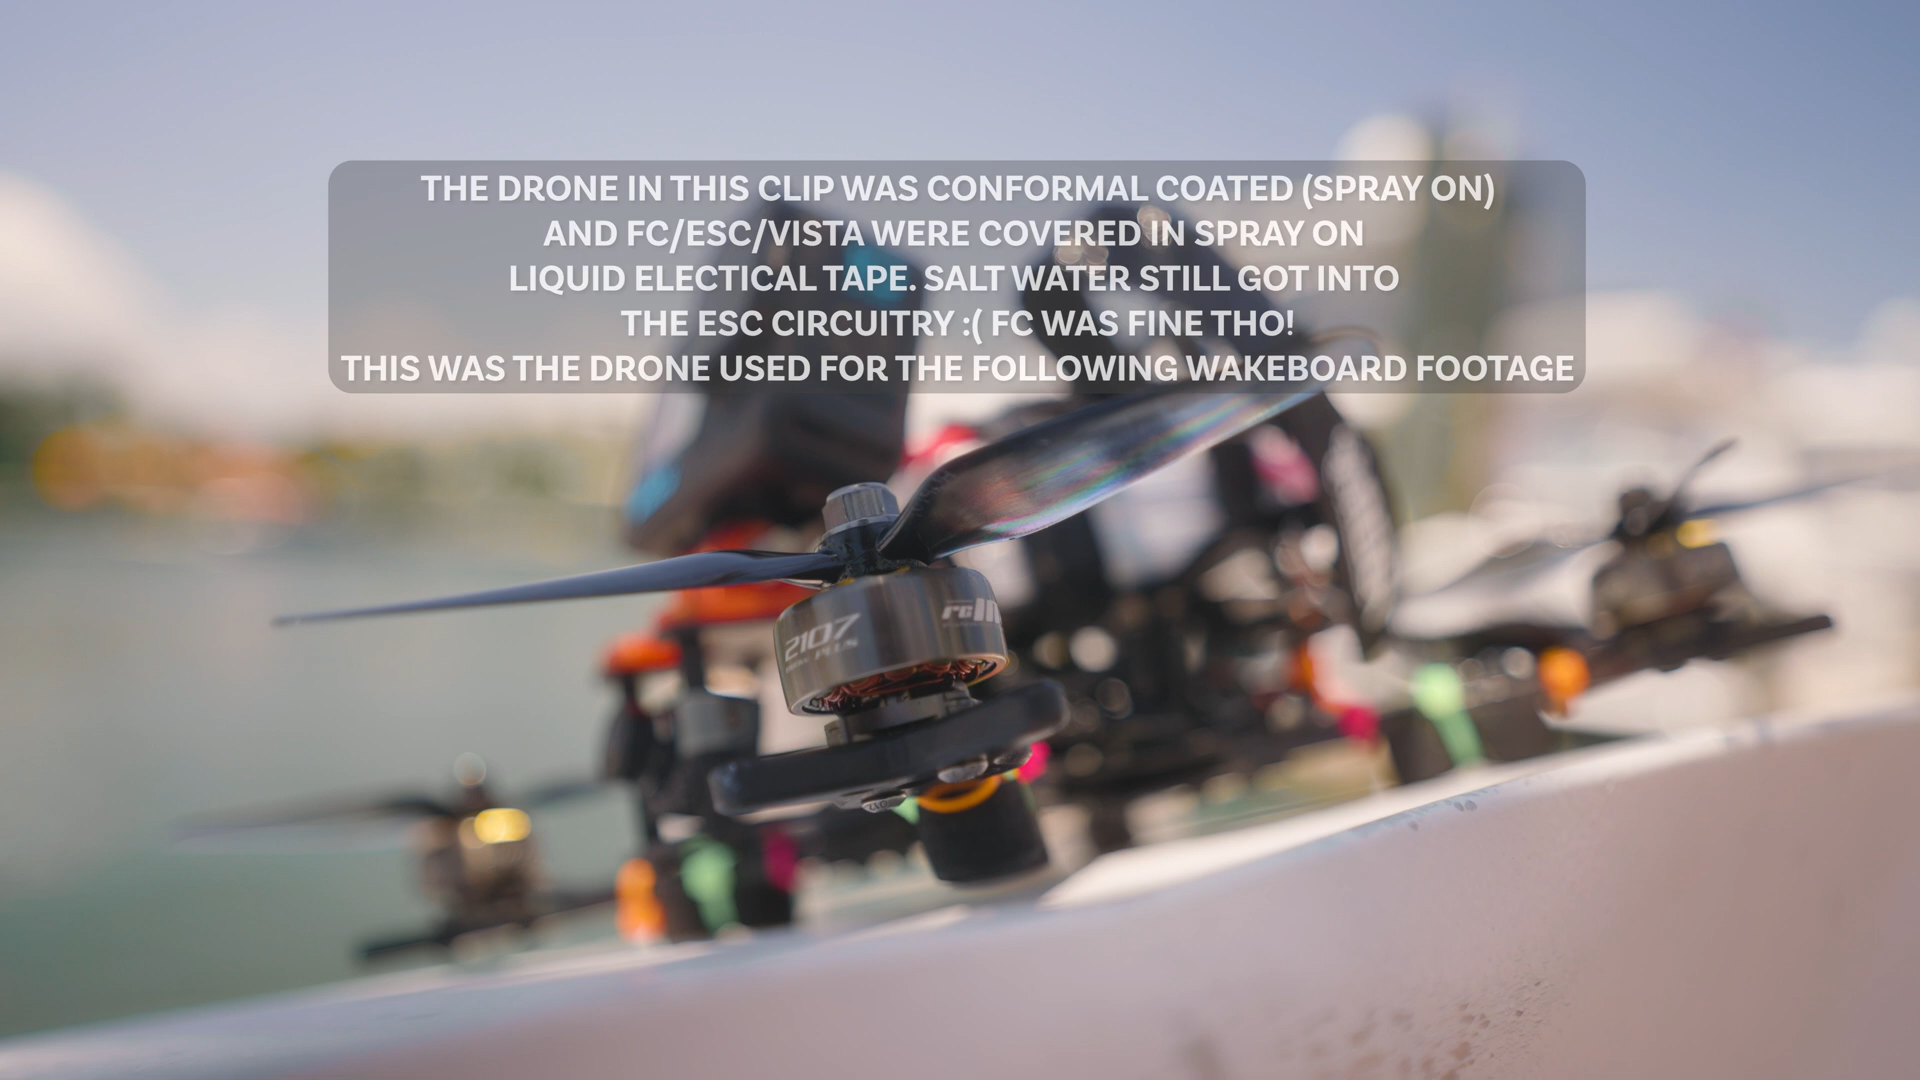 THE DRONE IN THIS CLIP WAS CONFORMAL COATED (SPRAY ON)
AND FC/ESC/VISTA WERE COVERED IN SPRAY ON
LIQUID ELECTICAL TAPE. SALT WATER STILL GOT INTO
THE ESC CIRCUITRY :( FC WAS FINE THO!
THIS WAS THE DRONE USED FOR THE FOLLOWING WAKEBOARD FOOTAGE
2107
rc